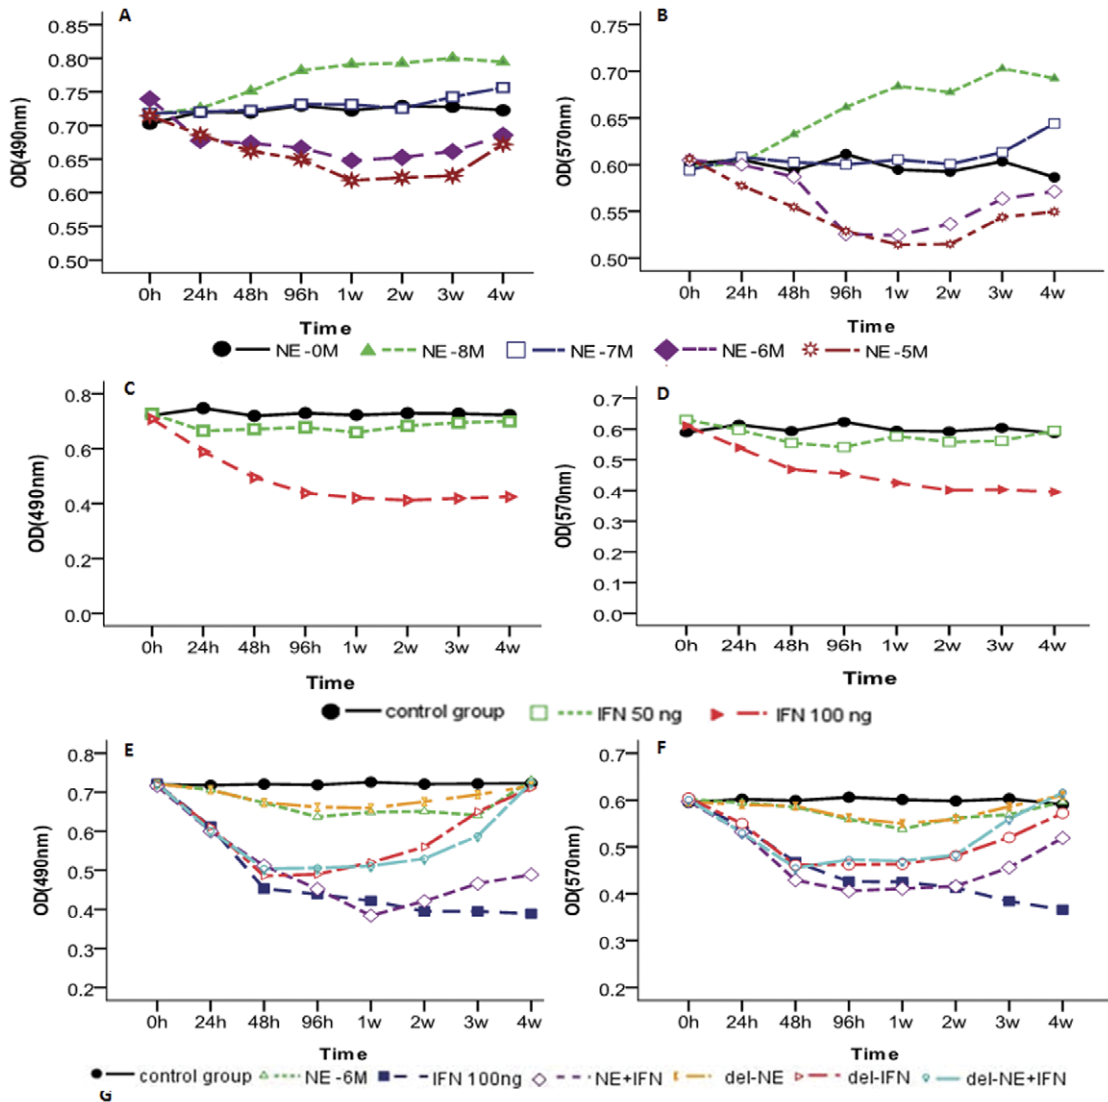 A
B
0.85
0.80
0.75
0.70
0.65
0.60
0.55
0.50
OD(490nm)
0h 24h 48h 96h 1w 2w 3w 4w
Time
0.75
0.70
0.65
0.60
0.55
0.50
OD(570nm)
0h 24h 48h 96h 1w 2w 3w 4w
Time
NE -0M NE -8M NE -7M NE -6M NE -5M
C
D
0.8
0.6
0.4
0.2
0.0
OD(490nm)
0h 24h 48h 96h 1w 2w 3w 4w
Time
0.7
0.6
0.5
0.4
0.3
0.2
0.1
0.0
OD(570nm)
0h 24h 48h 96h 1w 2w 3w 4w
Time
control group IFN 50 ng IFN 100 ng
E
F
0.8
0.7
0.6
0.5
0.4
0.3
0.2
OD(490nm)
0h 24h 48h 96h 1w 2w 3w 4w
Time
0.7
0.6
0.5
0.4
0.3
0.2
OD(570nm)
0h 24h 48h 96h 1w 2w 3w 4w
Time
control group NE -6M IFN 100ng NE+IFN del-NE del-IFN del-NE+IFN
G